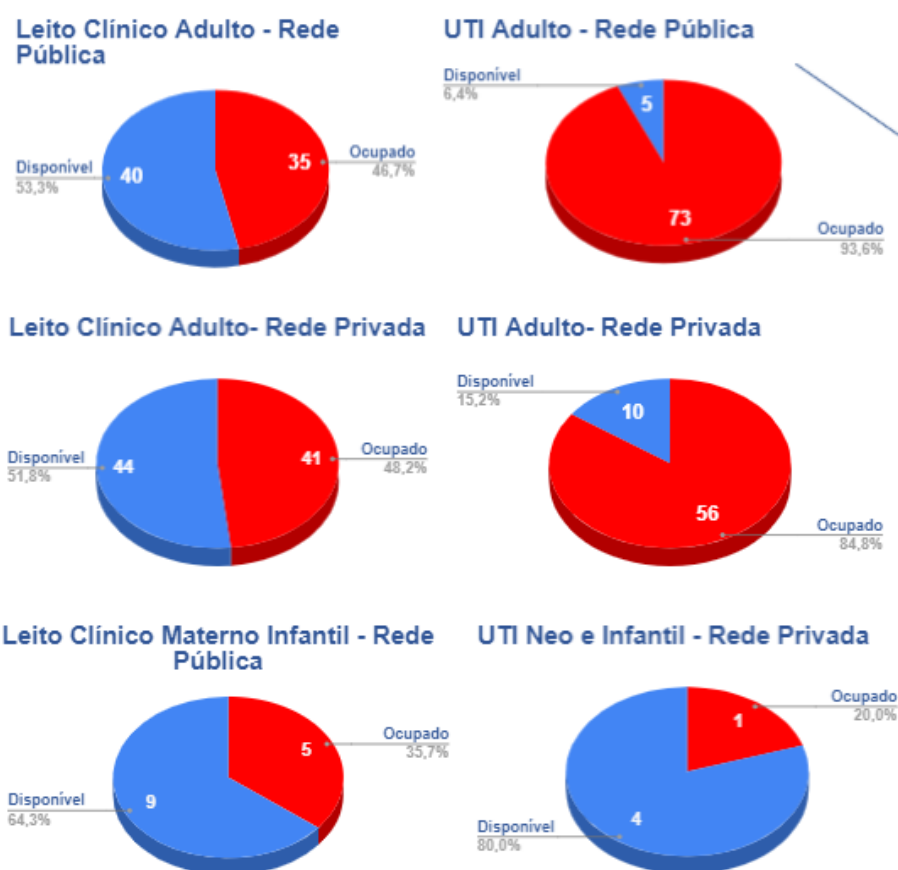 Leito Clínico Adulto - Rede
Pública
Disponível
53,3%
40
35
Ocupado
46,7%
UTI Adulto - Rede Pública
Disponível
6,4%
5
73
Ocupado
93,6%
Leito Clínico Adulto- Rede Privada
Disponível
51,8%
44
41
Ocupado
48,2%
UTI Adulto- Rede Privada
Disponível
15,2%
10
56
Ocupado
84,8%
Leito Clínico Materno Infantil - Rede
Pública
Ocupado
35,7%
5
9
Disponível
64,3%
UTI Neo e Infantil - Rede Privada
Ocupado
20,0%
1
4
Disponível
80,0%